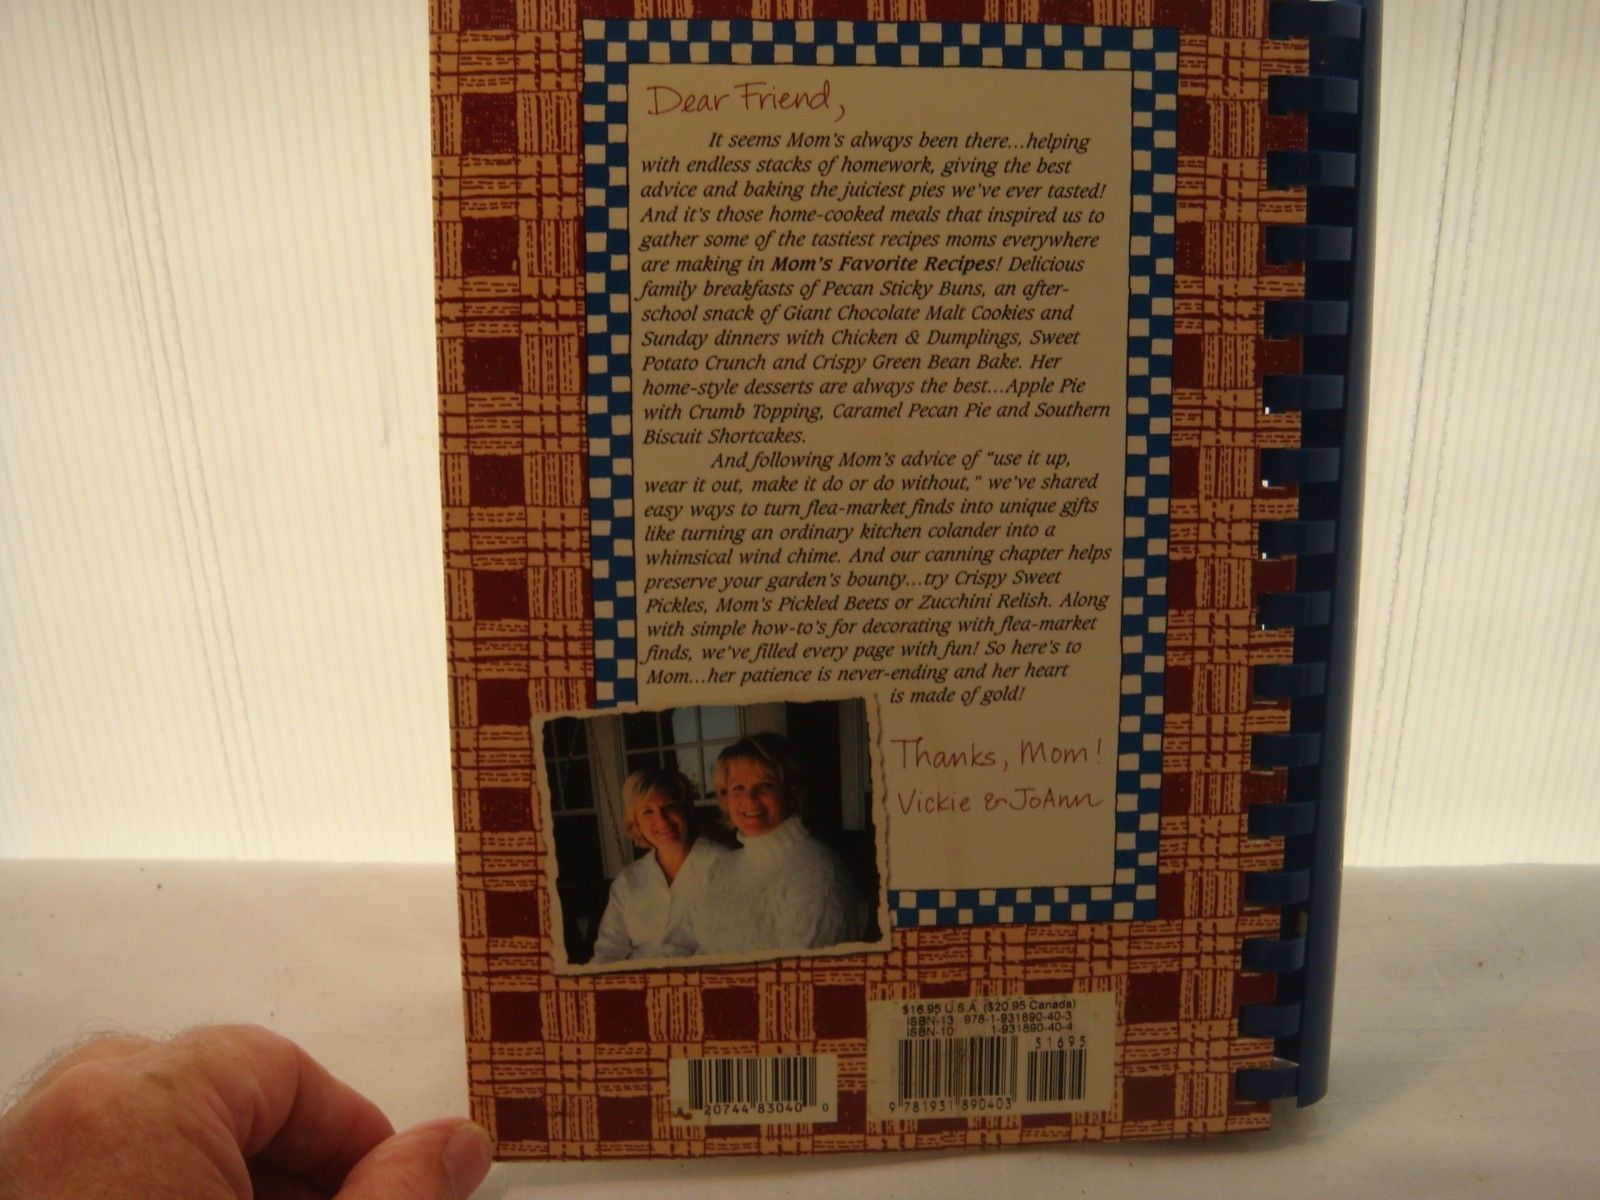 Dear Friend,
It seems Mom's always been there...helping
with endless stacks of homework, giving the best
advice and baking the juiciest pies we've ever tasted!
And it's those home-cooked meals that inspired us to
gather some of the tastiest recipes moms everywhere
are making in Mom's Favorite Recipes! Delicious
family breakfasts of Pecan Sticky Buns, an after-
school snack of Giant Chocolate Malt Cookies and
Sunday dinners with Chicken & Dumplings, Sweet
Potato Crunch and Crispy Green Bean Bake. Her
home-style desserts are always the best...Apple Pie
with Crumb Topping, Caramel Pecan Pie and Southern
Biscuit Shortcakes.
And following Mom's advice of "use it up,
wear it out, make it do or do without," we've shared
easy ways to turn flea-market finds into unique gifts
like turning an ordinary kitchen colander into a
whimsical wind chime. And our canning chapter helps
preserve your garden's bounty...try Crispy Sweet
Pickles, Mom's Pickled Beets or Zucchini Relish. Along
with simple how-to's for decorating with flea-market
finds, we've filled every page with fun! So here's to
Mom...her patience is never-ending and her heart
is made of gold!
Thanks, Mom!
Vickie & JoAnn
$16.95 U.S.A. ($20.95 Canada)
ISBN-13 978-1-931890-40-3
ISBN-10 1-931890-40-4
51695
9 781931 890403
20744 83040 0